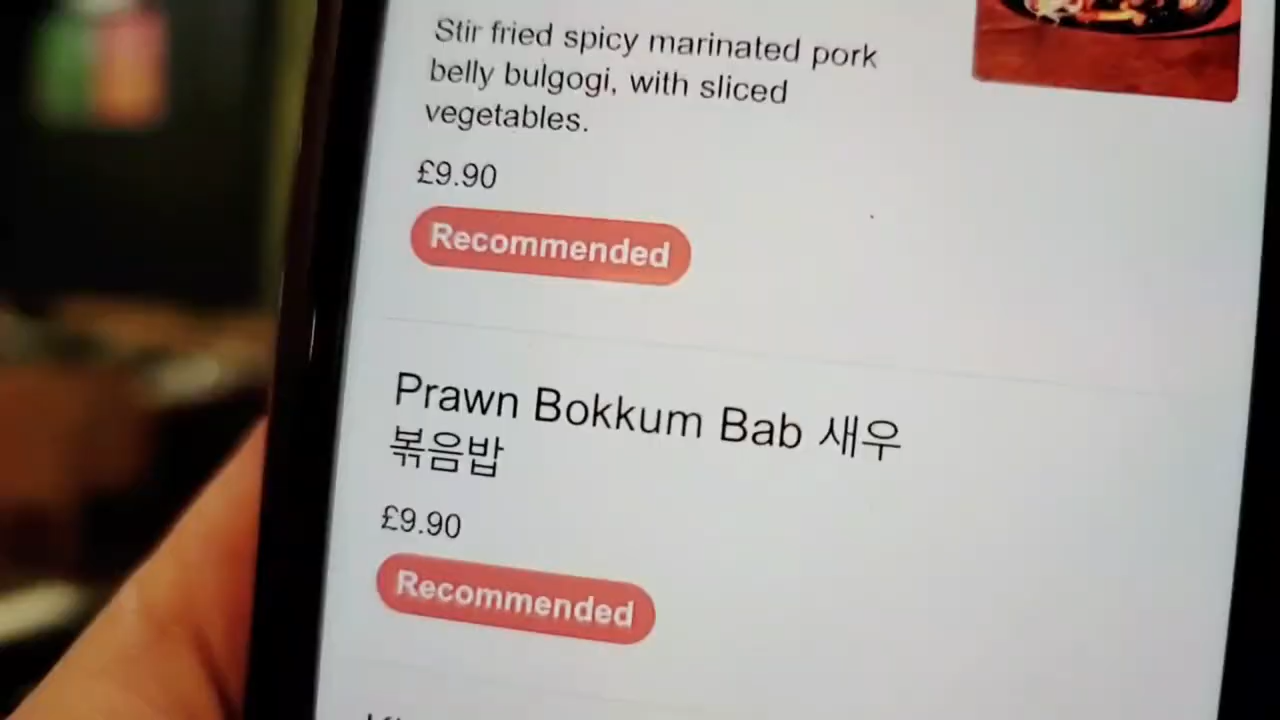 Stir fried spicy marinated pork
belly bulgogi, with sliced
vegetables.
£9.90
Recommended
Prawn Bokkum Bab 새우
볶음밥
£9.90
Recommended